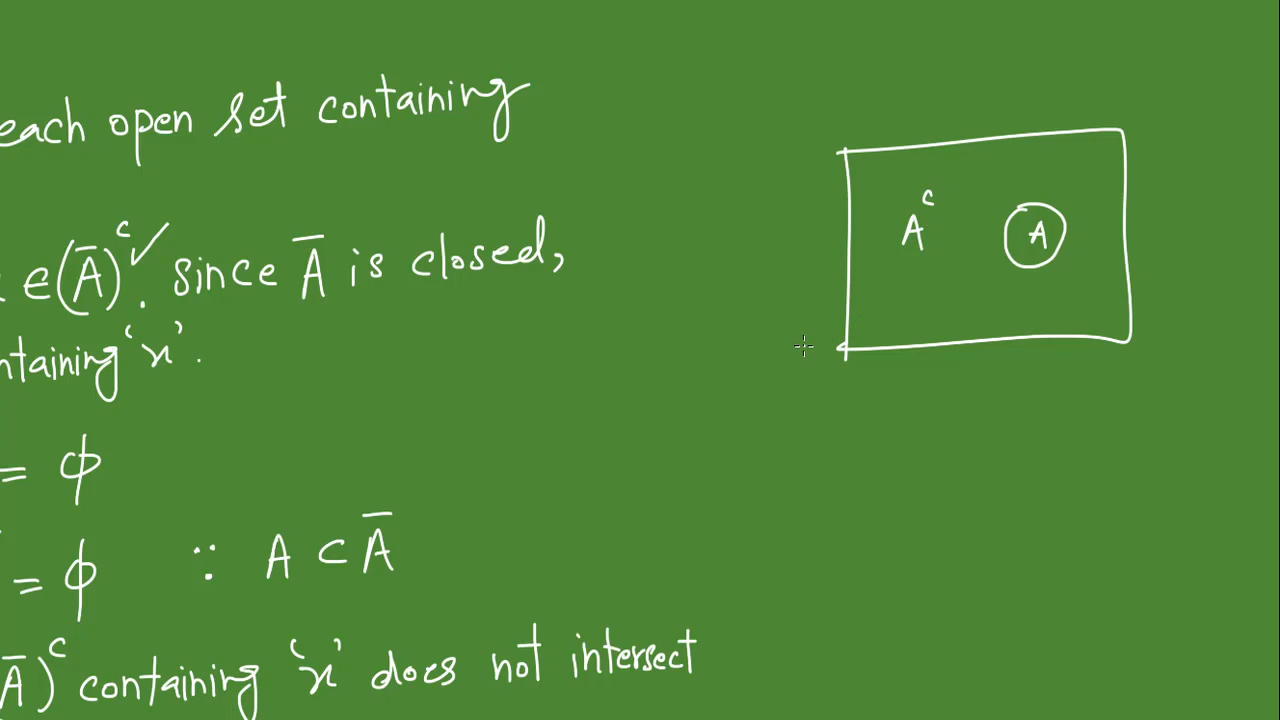 each open set containing
∈ (A̅)ᶜ ✓. since A̅ is closed,
ntaining 'x'.
= ϕ
= ϕ ∵ A ⊂ A̅
A̅)ᶜ containing 'x' does not intersect
Aᶜ A